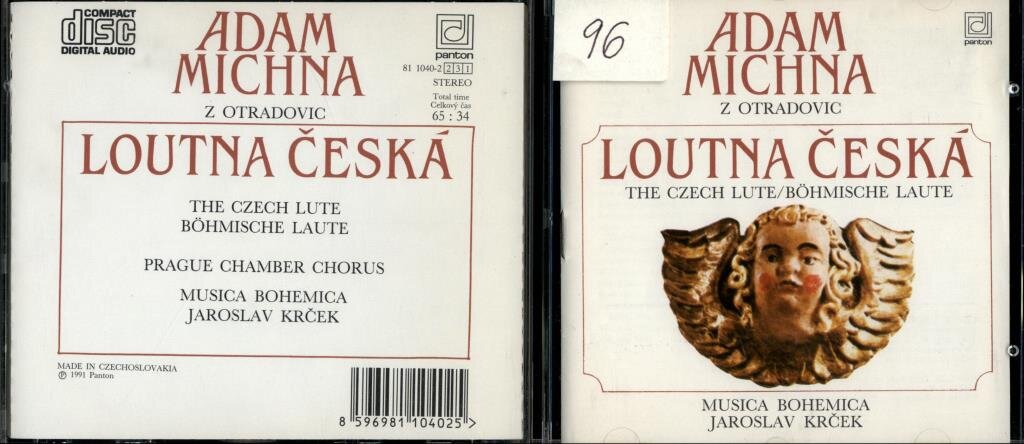 COMPACT
disc
DIGITAL AUDIO
ADAM
MICHNA
Z OTRADOVIC
panton
81 1040-2 2 3 1
STEREO
Total time
Celkový čas
65 : 34
LOUTNA ČESKÁ
THE CZECH LUTE
BÖHMISCHE LAUTE
PRAGUE CHAMBER CHORUS
MUSICA BOHEMICA
JAROSLAV KRČEK
MADE IN CZECHOSLOVAKIA
Ⓟ 1991 Panton
8 596981 104025 >
96
ADAM
MICHNA
Z OTRADOVIC
panton
LOUTNA ČESKÁ
THE CZECH LUTE/BÖHMISCHE LAUTE
MUSICA BOHEMICA
JAROSLAV KRČEK